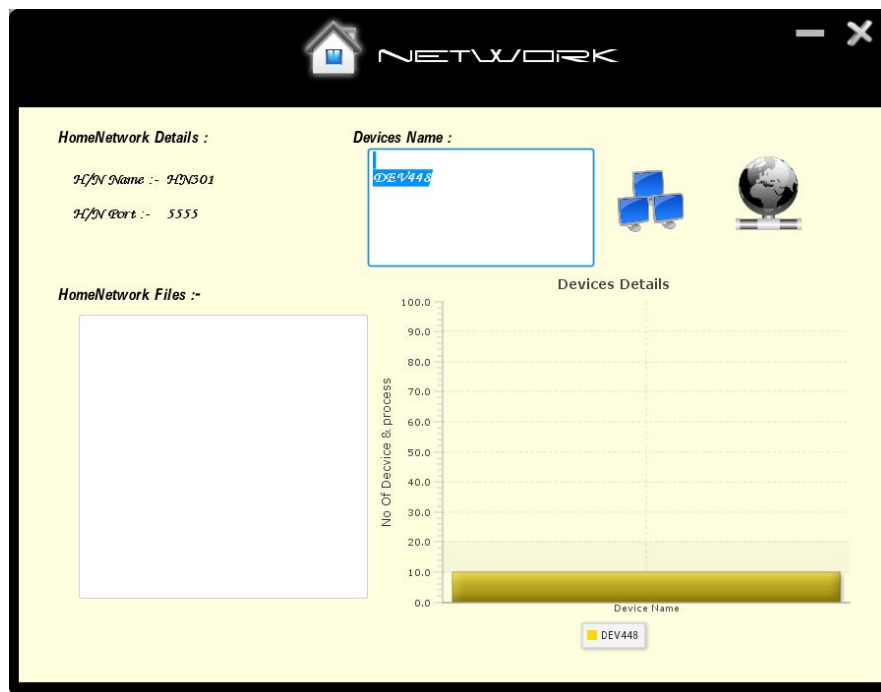 NETWORK
HomeNetwork Details :
H/N Name :- HN301
H/N Port :- 5555
Devices Name :
DEV448
HomeNetwork Files :-
Devices Details
100.0
90.0
80.0
70.0
60.0
50.0
40.0
30.0
20.0
10.0
0.0
No Of Decvice & process
Device Name
DEV448